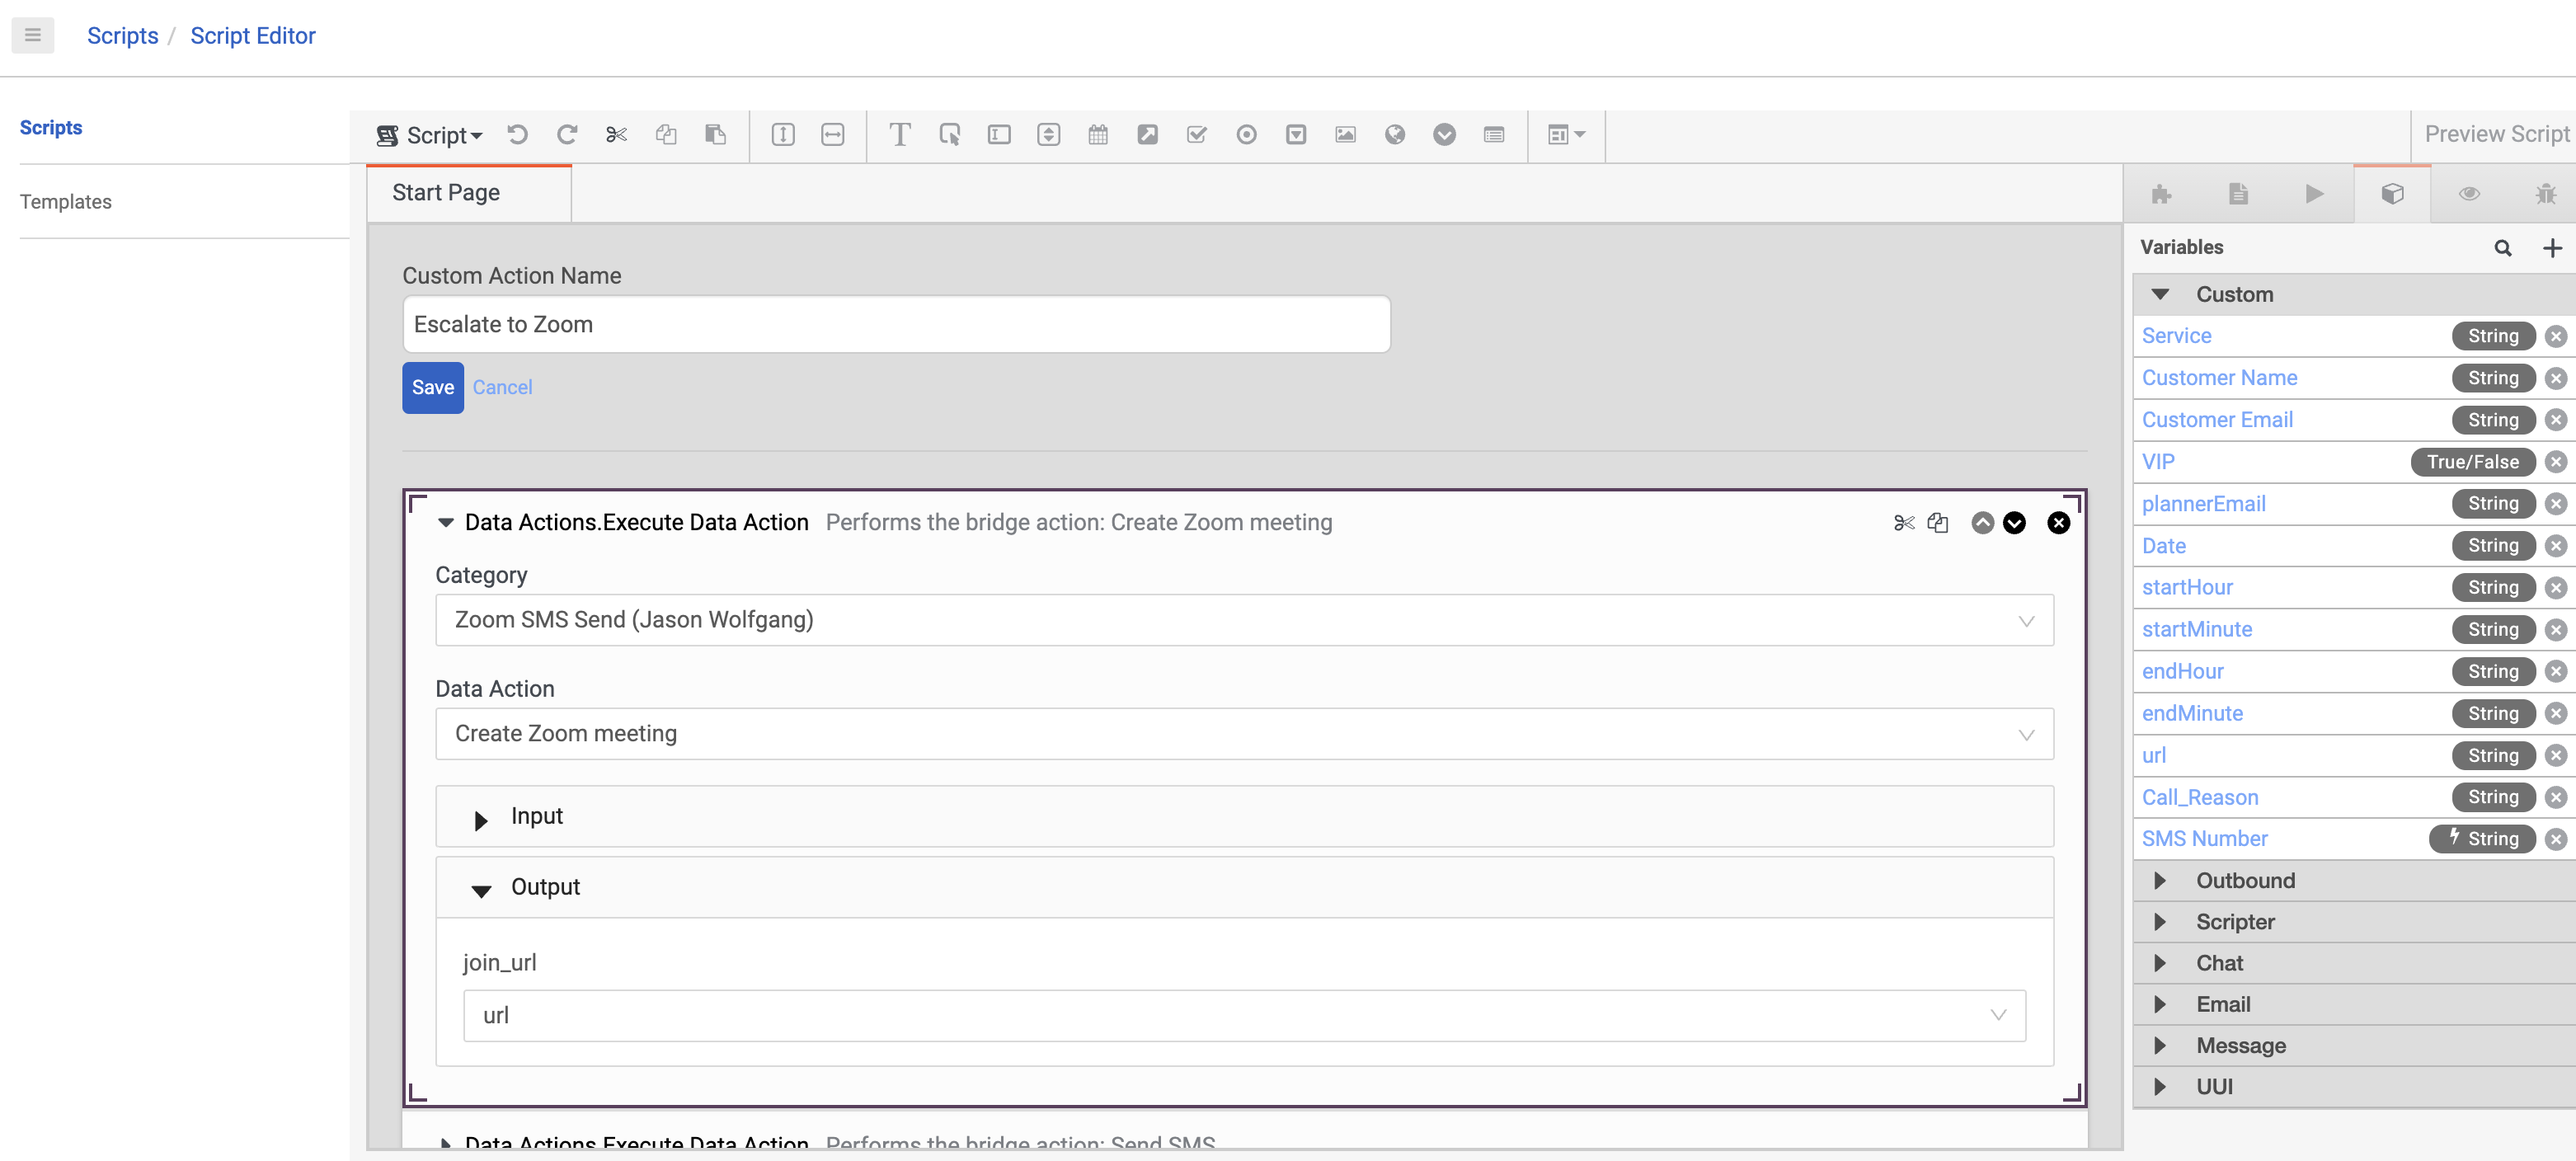 Scripts / Script Editor
Scripts
Templates
Script
Preview Script
Start Page
Custom Action Name
Escalate to Zoom
Save Cancel
Data Actions.Execute Data Action Performs the bridge action: Create Zoom meeting
Category
Zoom SMS Send (Jason Wolfgang)
Data Action
Create Zoom meeting
Input
Output
join_url
url
Data Actions.Execute Data Action Performs the bridge action: Send SMS
Variables
Custom
Service String
Customer Name String
Customer Email String
VIP True/False
plannerEmail String
Date String
startHour String
startMinute String
endHour String
endMinute String
url String
Call_Reason String
SMS Number String
Outbound
Scripter
Chat
Email
Message
UUI